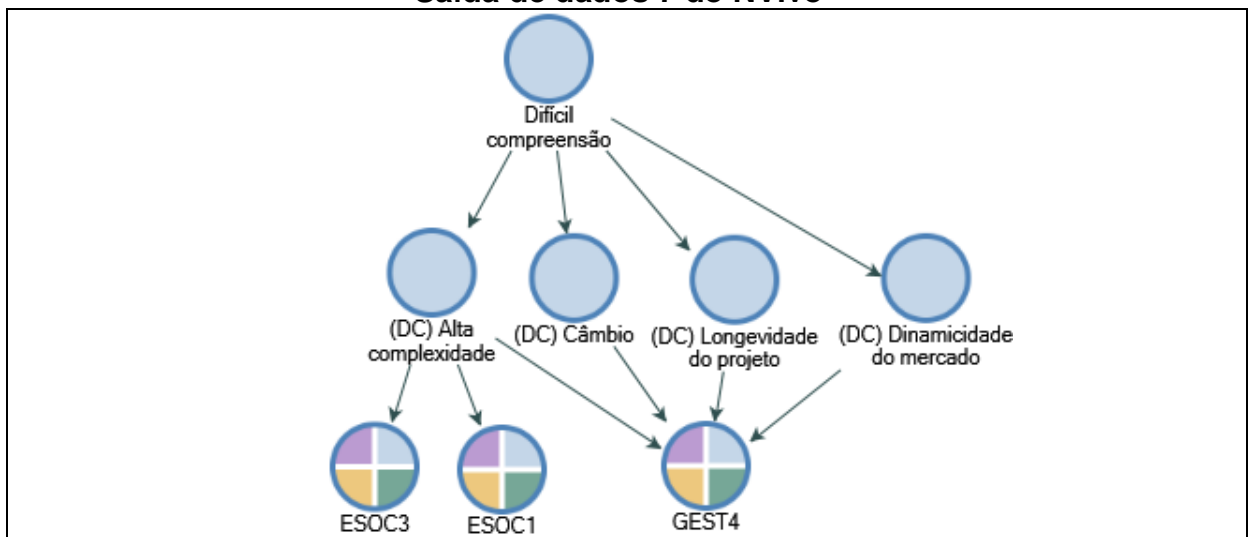 Difícil
compreensão
(DC) Alta
complexidade
(DC) Câmbio
(DC) Longevidade
do projeto
(DC) Dinamicidade
do mercado
ESOC3
ESOC1
GEST4